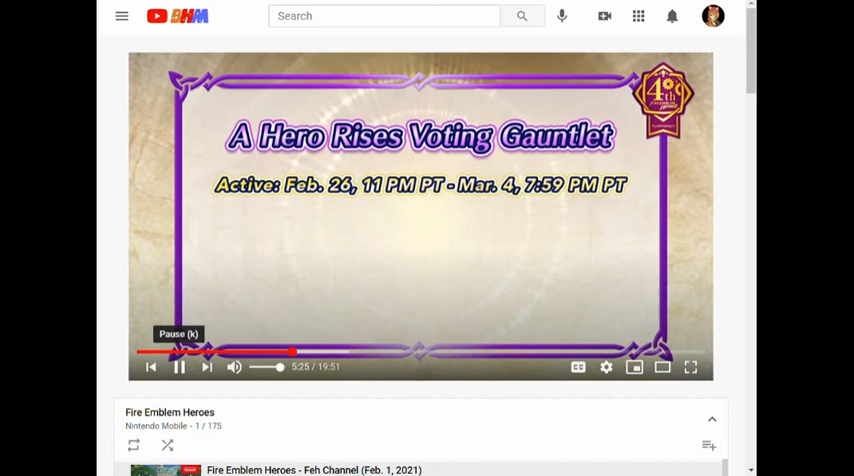 BHM
Search
4th
A Hero Rises Voting Gauntlet
Active: Feb. 26, 11 PM PT - Mar. 4, 7:59 PM PT
Pause (k)
5:25 / 19:51
CC
Fire Emblem Heroes
Nintendo Mobile - 1 / 175
Fire Emblem Heroes - Feh Channel (Feb. 1, 2021)